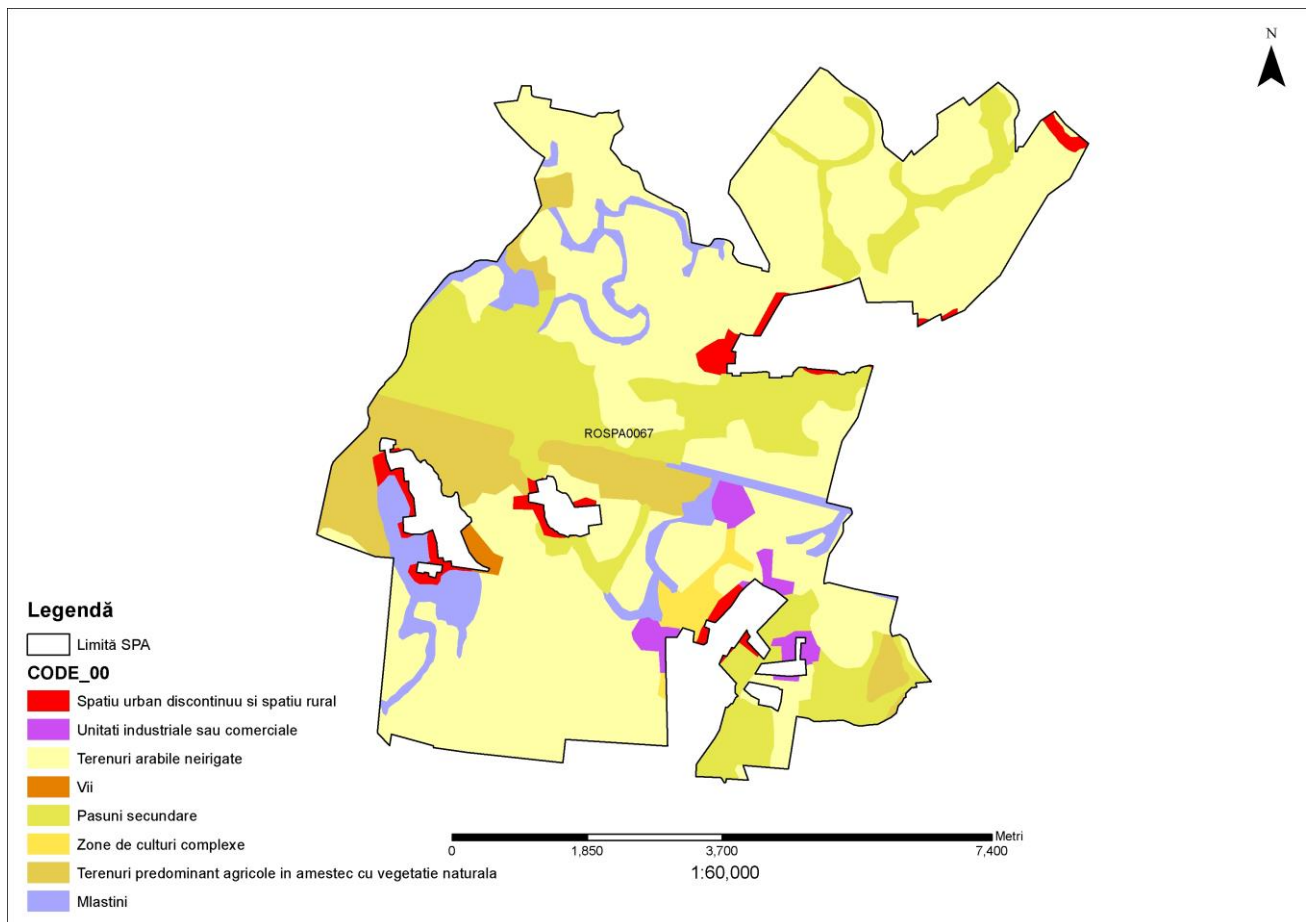 N
ROSPA0067
Legendă
Limită SPA
CODE_00
Spatiu urban discontinuu si spatiu rural
Unitati industriale sau comerciale
Terenuri arabile neirigate
Vii
Pasuni secundare
Zone de culturi complexe
Terenuri predominant agricole in amestec cu vegetatie naturala
Mlastini
Metri
0 1,850 3,700 7,400
1:60,000